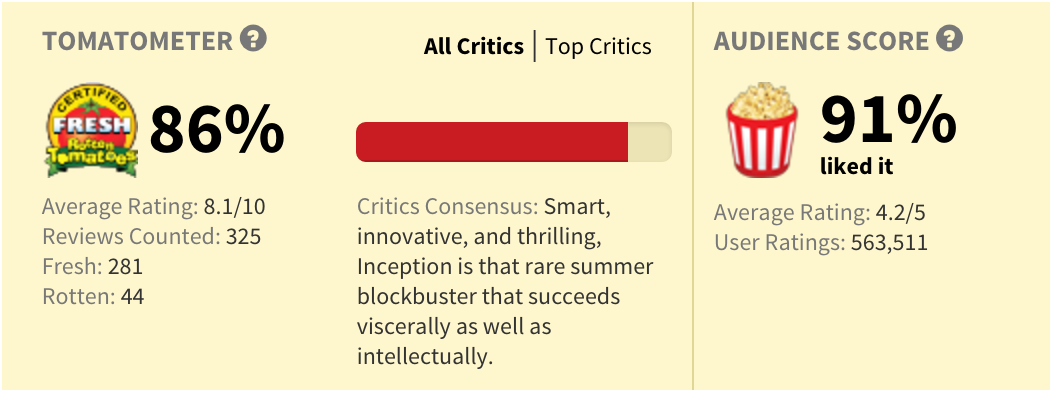 TOMATOMETER ?
All Critics | Top Critics
CERTIFIED
FRESH
Rotten
Tomatoes
86%
Average Rating: 8.1/10
Reviews Counted: 325
Fresh: 281
Rotten: 44
Critics Consensus: Smart,
innovative, and thrilling,
Inception is that rare summer
blockbuster that succeeds
viscerally as well as
intellectually.
AUDIENCE SCORE ?
91%
liked it
Average Rating: 4.2/5
User Ratings: 563,511